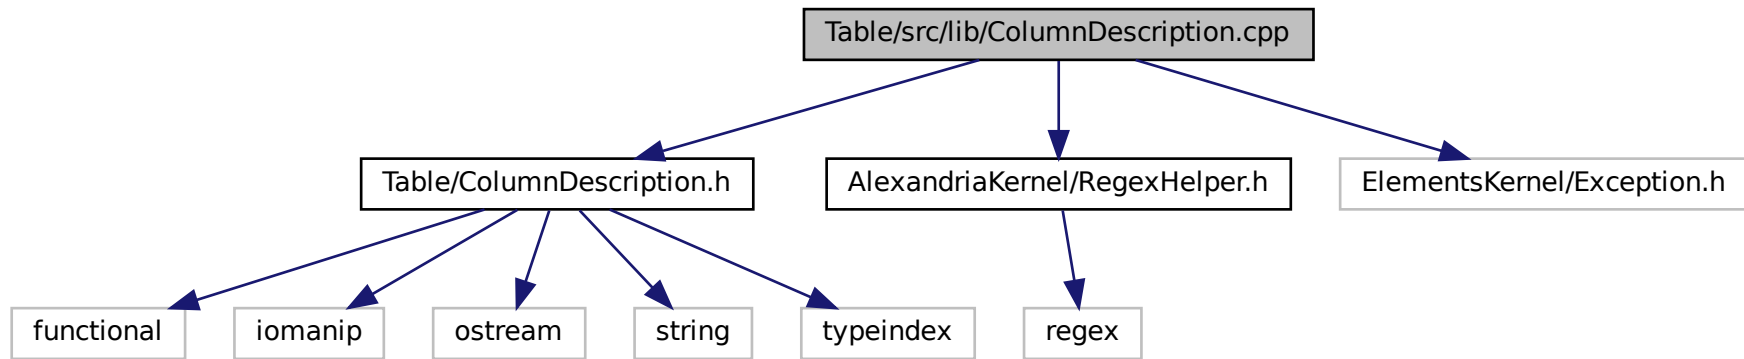 Table/src/lib/ColumnDescription.cpp
Table/ColumnDescription.h
AlexandriaKernel/RegexHelper.h
ElementsKernel/Exception.h
functional
iomanip
ostream
string
typeindex
regex